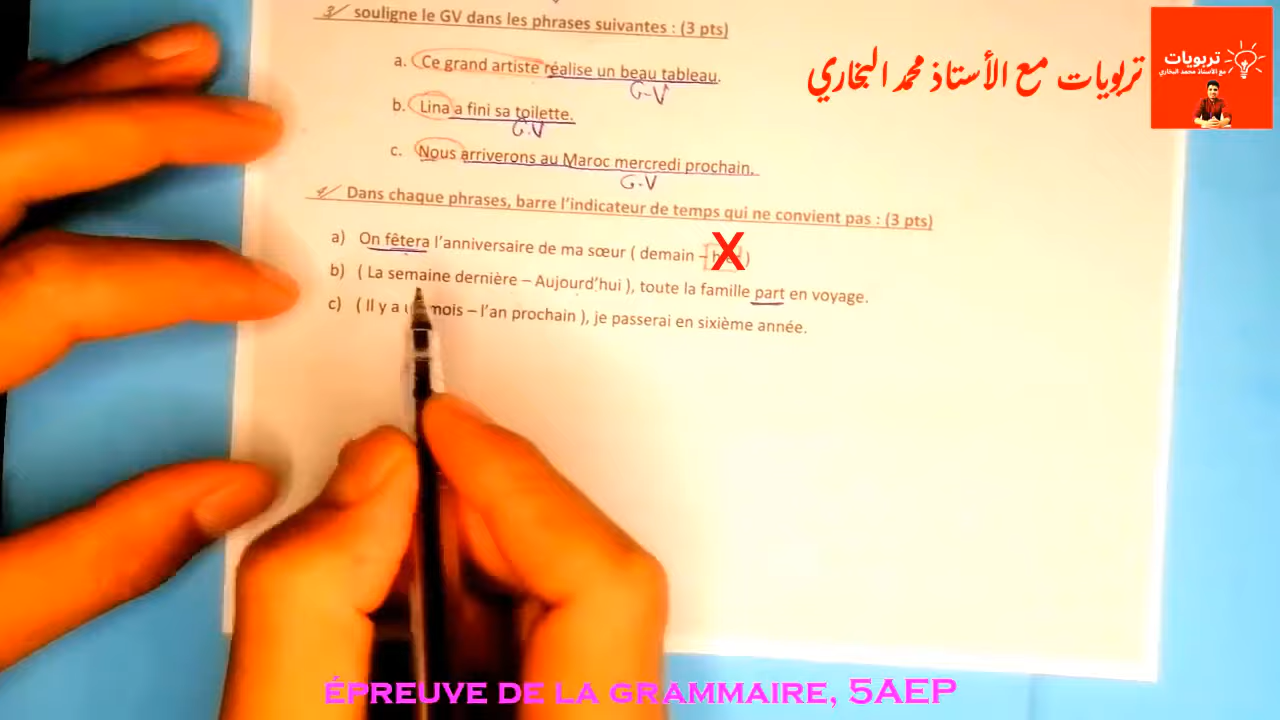 3/ souligne le GV dans les phrases suivantes : (3 pts)
a. Ce grand artiste réalise un beau tableau.
G-V
b. Lina a fini sa toilette.
G.V
c. Nous arriverons au Maroc mercredi prochain.
G.V
4/ Dans chaque phrases, barre l'indicateur de temps qui ne convient pas : (3 pts)
a) On fêtera l'anniversaire de ma sœur ( demain – X )
b) ( La semaine dernière – Aujourd'hui ), toute la famille part en voyage.
c) ( Il y a mois – l'an prochain ), je passerai en sixième année.
تربويات مع الأستاذ محمد البخاري
تربويات
مع الأستاذ محمد البخاري
ÉPREUVE DE LA GRAMMAIRE, 5AEP